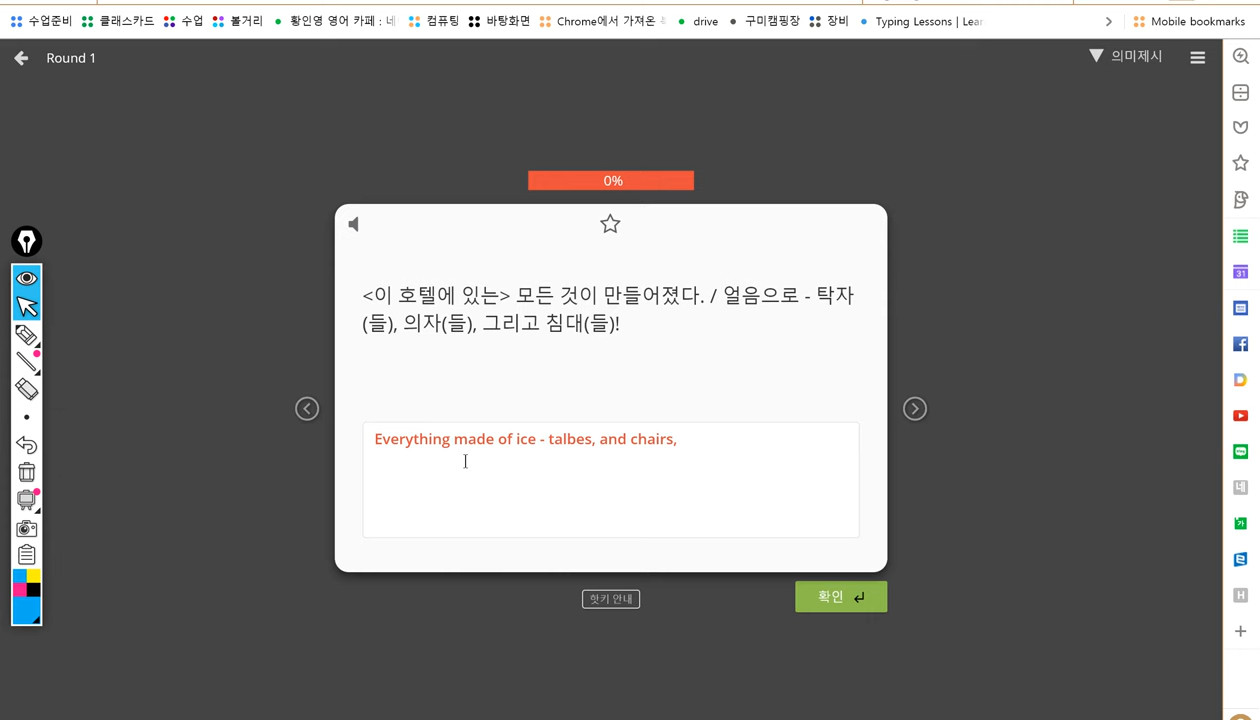 수업준비 클래스카드 수업 볼거리 황인영 영어 카페 : 네 컴퓨팅 바탕화면 Chrome에서 가져온 drive 구미캠핑장 장비 Typing Lessons | Lear Mobile bookmarks
Round 1
의미제시
0%
<이 호텔에 있는> 모든 것이 만들어졌다. / 얼음으로 - 탁자
(들), 의자(들), 그리고 침대(들)!
Everything made of ice - talbes, and chairs,
핫키 안내
확인
31